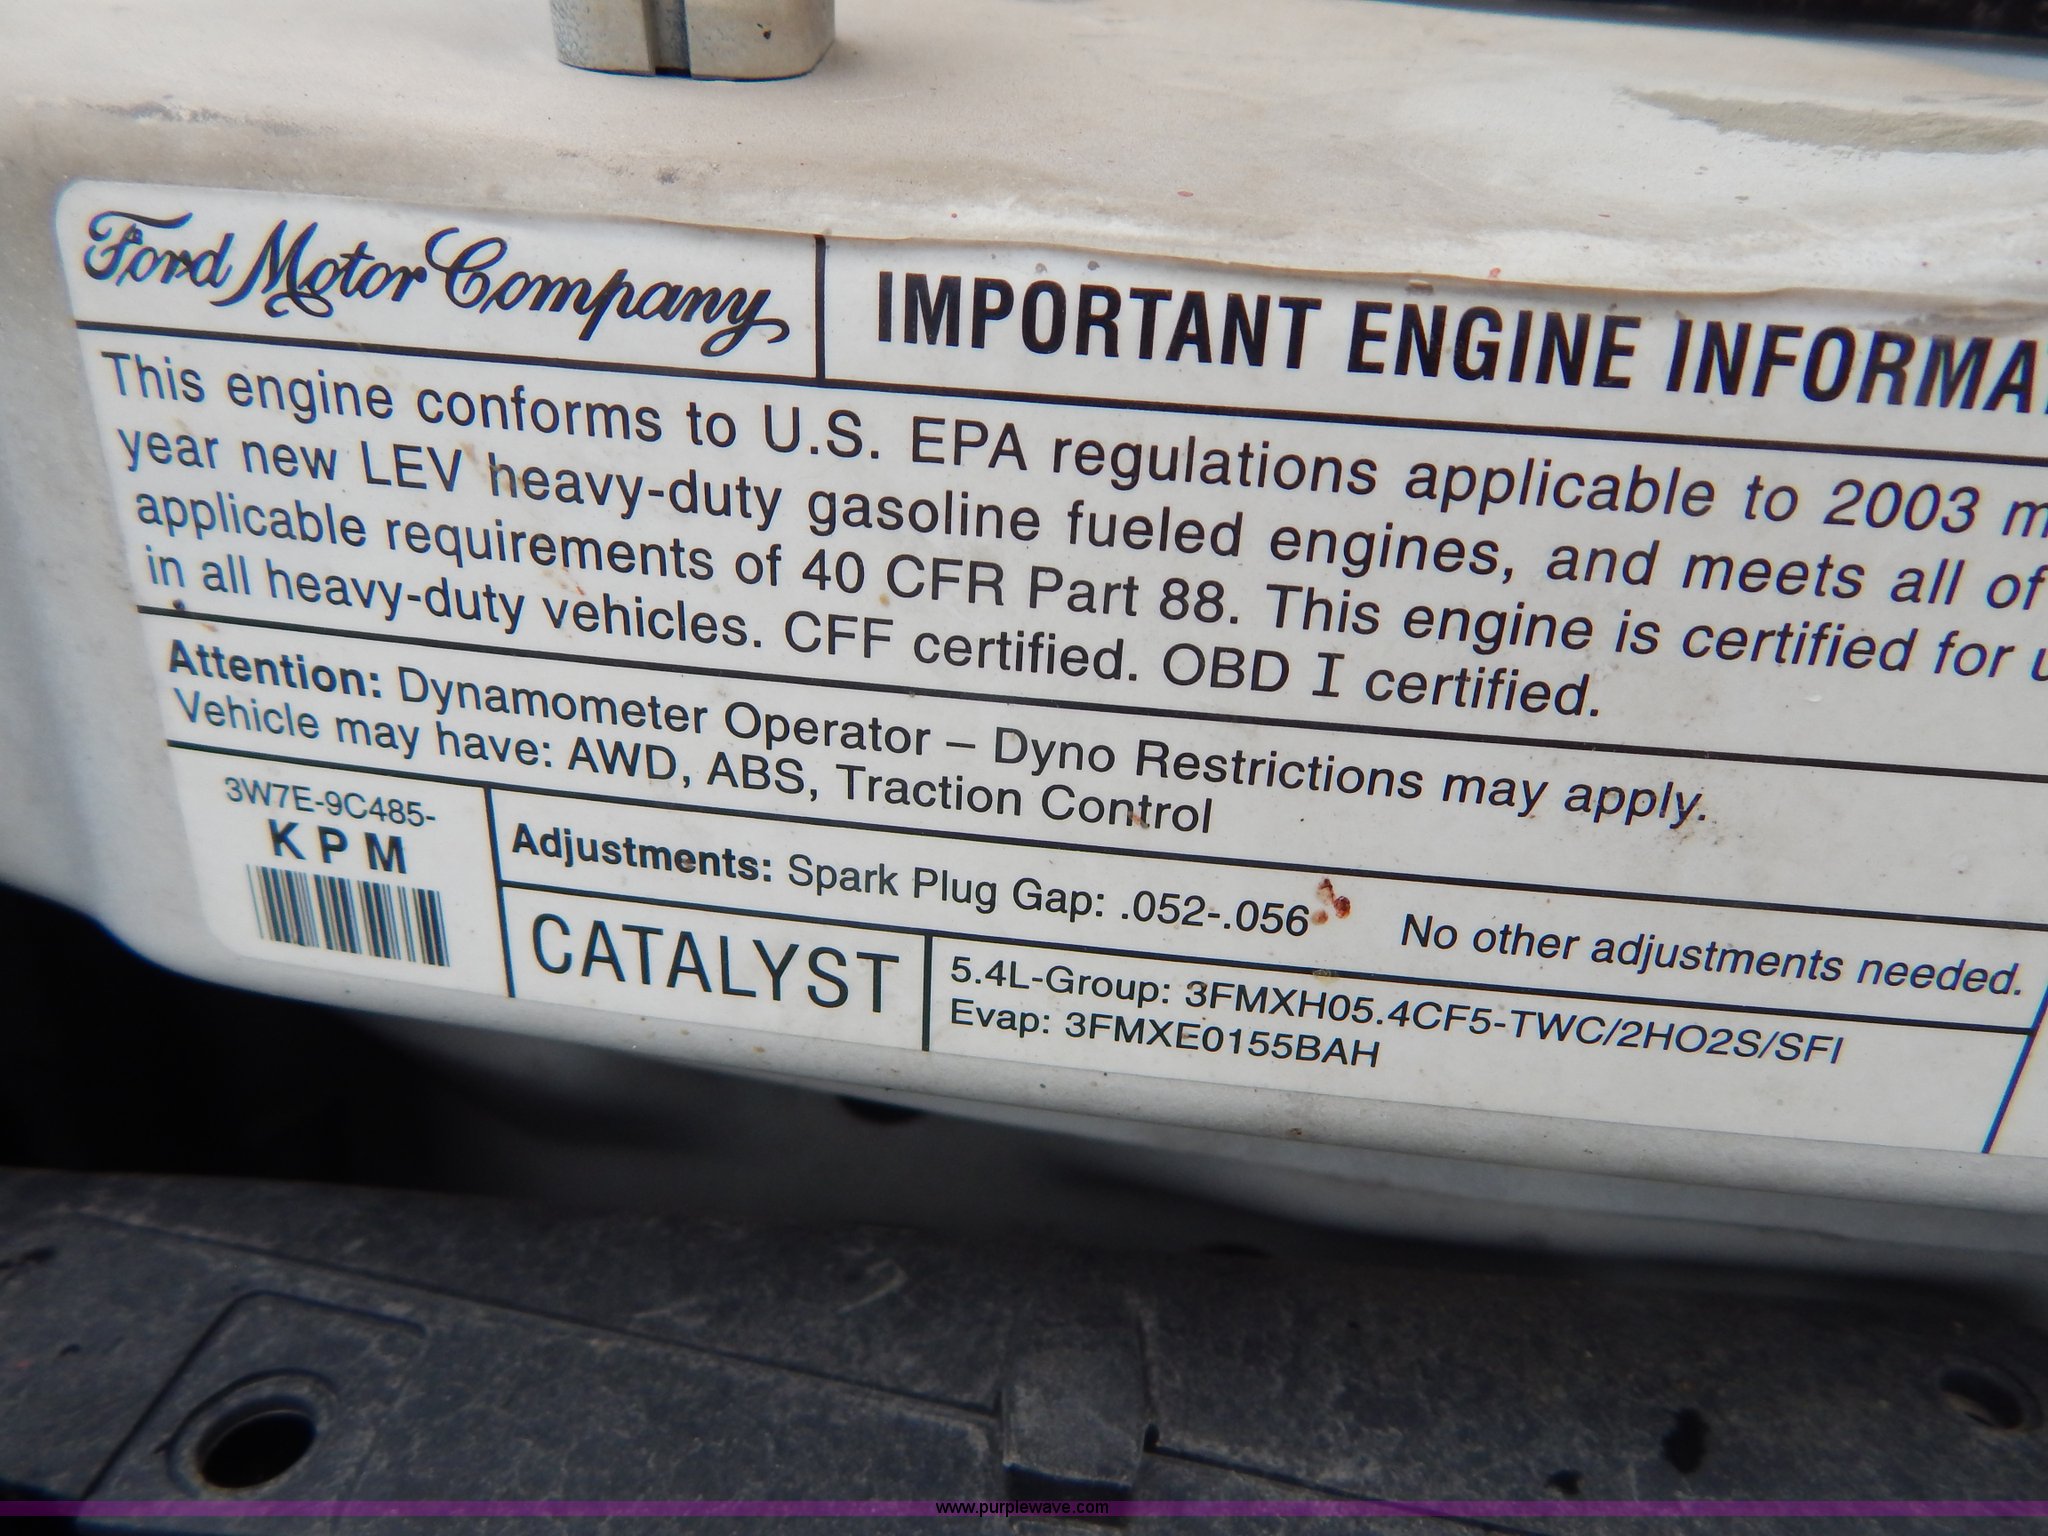 Ford Motor Company
IMPORTANT ENGINE INFORMA
This engine conforms to U.S. EPA regulations applicable to 2003 m
year new LEV heavy-duty gasoline fueled engines, and meets all of
applicable requirements of 40 CFR Part 88. This engine is certified for u
in all heavy-duty vehicles. CFF certified. OBD I certified.
Attention: Dynamometer Operator – Dyno Restrictions may apply.
Vehicle may have: AWD, ABS, Traction Control
3W7E-9C485-
KPM
Adjustments: Spark Plug Gap: .052-.056 No other adjustments needed.
CATALYST
5.4L-Group: 3FMXH05.4CF5-TWC/2HO2S/SFI
Evap: 3FMXE0155BAH
www.purplewave.com